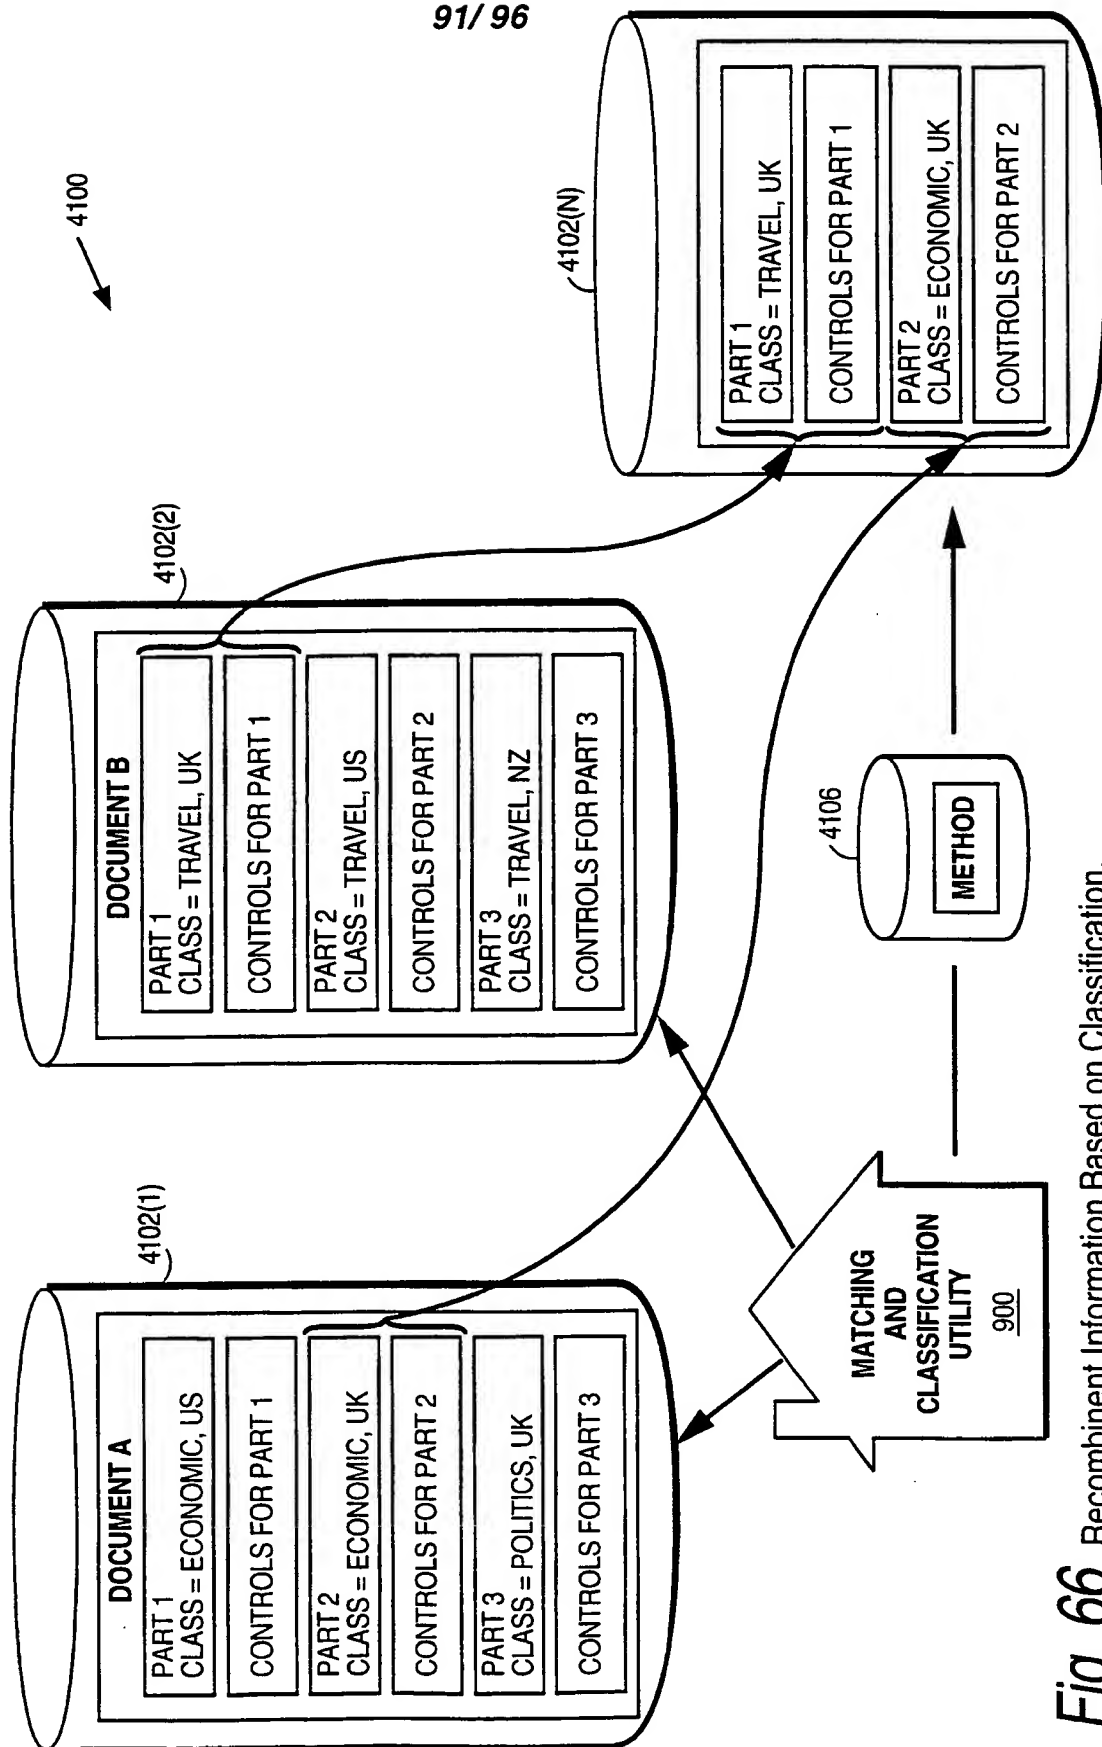 91/96
4100
4102(1)
DOCUMENT A
PART 1
CLASS = ECONOMIC, US
CONTROLS FOR PART 1
PART 2
CLASS = ECONOMIC, UK
CONTROLS FOR PART 2
PART 3
CLASS = POLITICS, UK
CONTROLS FOR PART 3
4102(2)
DOCUMENT B
PART 1
CLASS = TRAVEL, UK
CONTROLS FOR PART 1
PART 2
CLASS = TRAVEL, US
CONTROLS FOR PART 2
PART 3
CLASS = TRAVEL, NZ
CONTROLS FOR PART 3
4102(N)
PART 1
CLASS = TRAVEL, UK
CONTROLS FOR PART 1
PART 2
CLASS = ECONOMIC, UK
CONTROLS FOR PART 2
MATCHING
AND
CLASSIFICATION
UTILITY
900
4106
METHOD
Fig. 66 Recombinent Information Based on Classification.